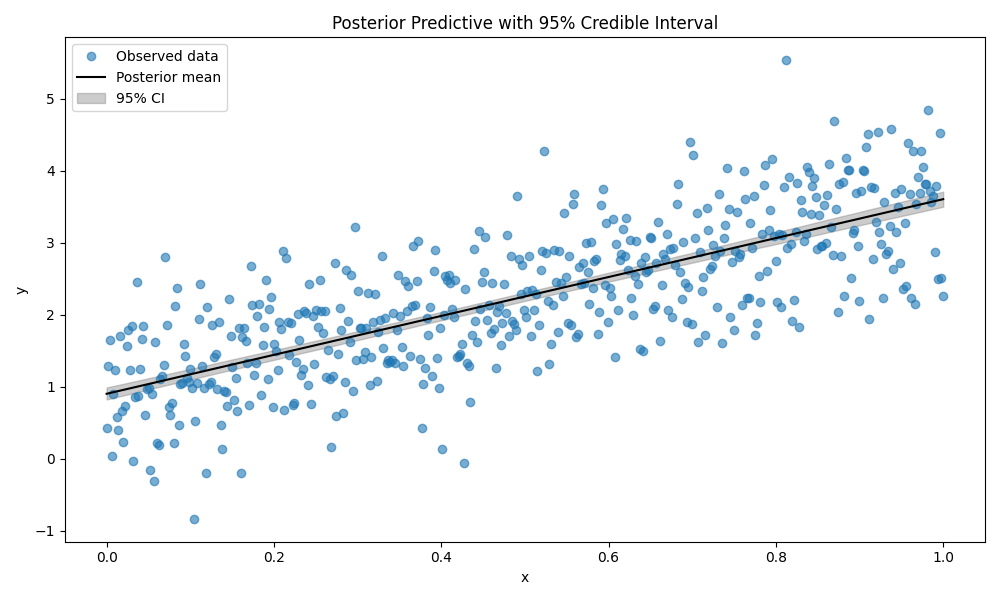 Posterior Predictive with 95% Credible Interval
Observed data
Posterior mean
95% CI
5
4
3
2
1
0
−1
y
0.0 0.2 0.4 0.6 0.8 1.0
x